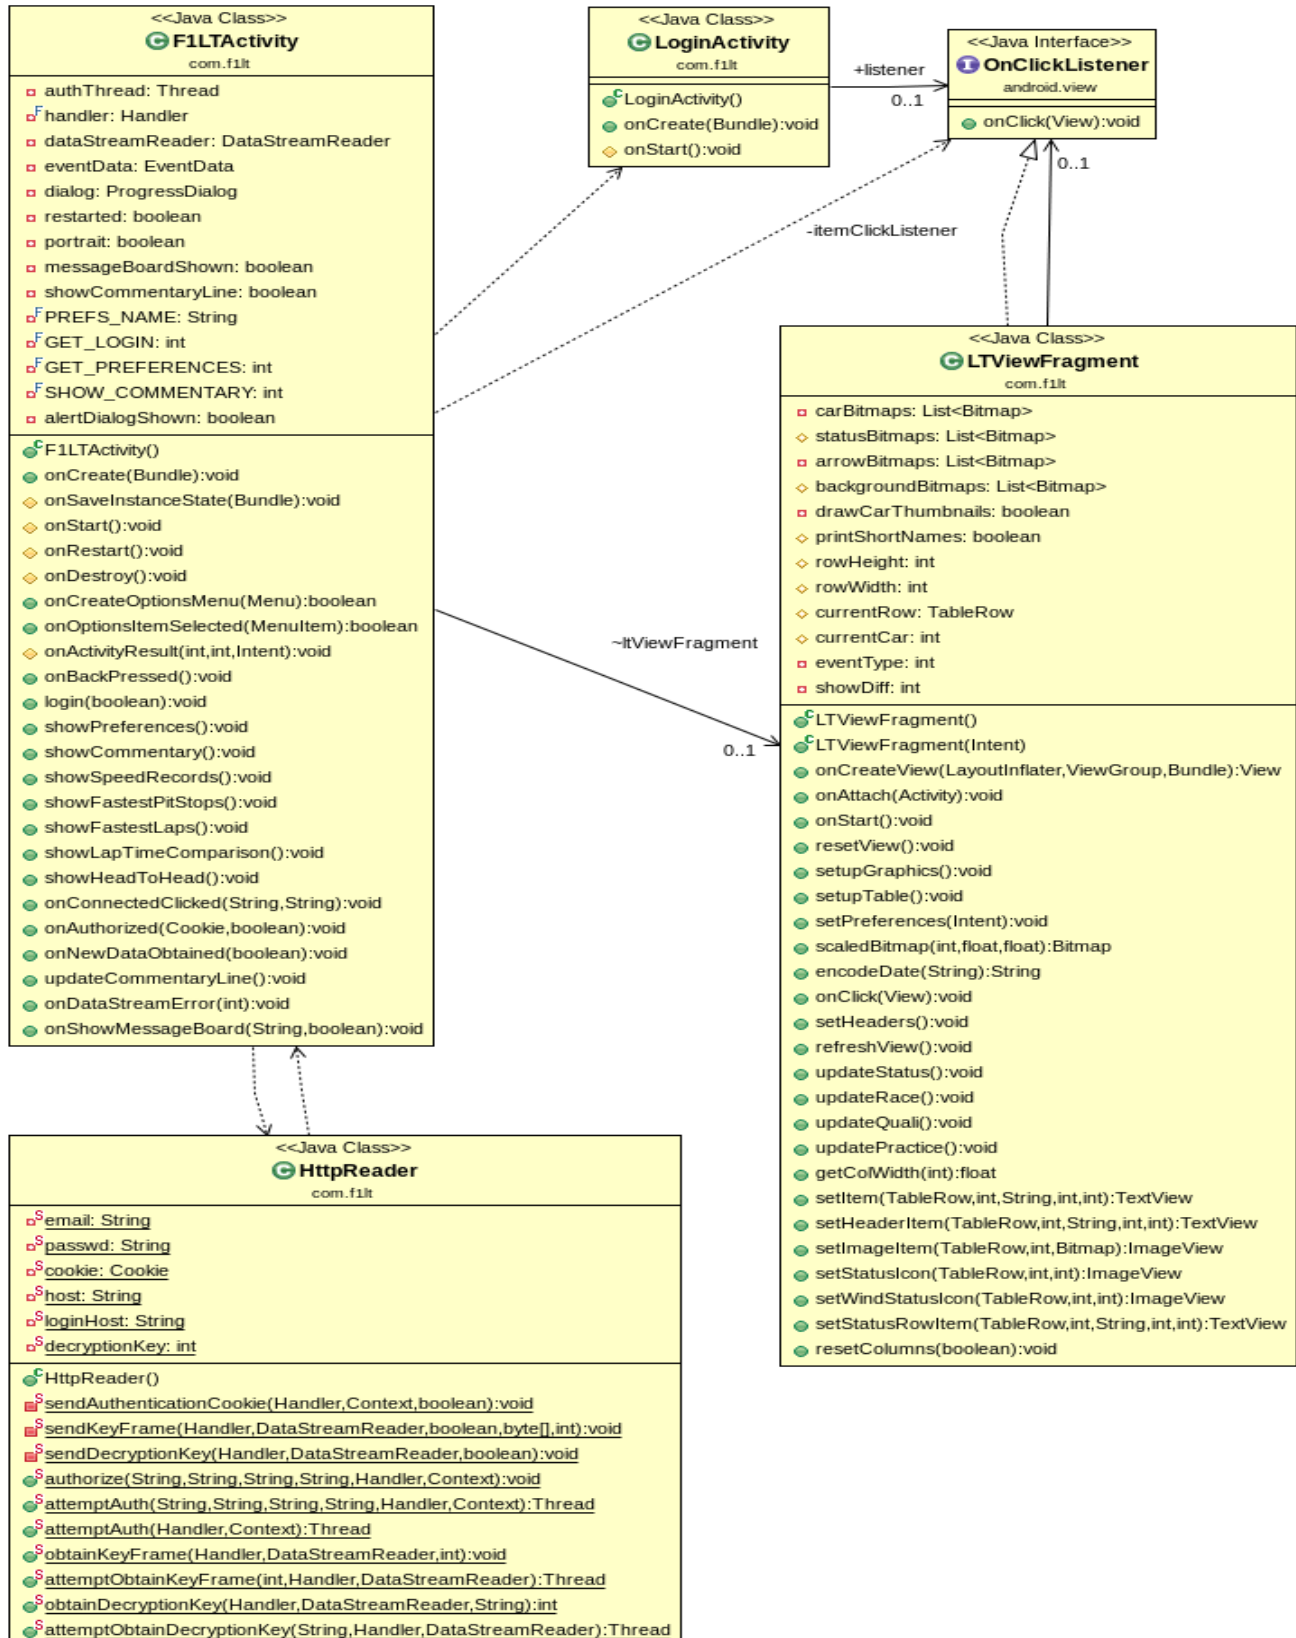 <<Java Class>>
F1LTActivity
com.f1lt
authThread: Thread
handler: Handler
dataStreamReader: DataStreamReader
eventData: EventData
dialog: ProgressDialog
restarted: boolean
portrait: boolean
messageBoardShown: boolean
showCommentaryLine: boolean
PREFS_NAME: String
GET_LOGIN: int
GET_PREFERENCES: int
SHOW_COMMENTARY: int
alertDialogShown: boolean
F1LTActivity()
onCreate(Bundle):void
onSaveInstanceState(Bundle):void
onStart():void
onRestart():void
onDestroy():void
onCreateOptionsMenu(Menu):boolean
onOptionsItemSelected(MenuItem):boolean
onActivityResult(int,int,Intent):void
onBackPressed():void
login(boolean):void
showPreferences():void
showCommentary():void
showSpeedRecords():void
showFastestPitStops():void
showFastestLaps():void
showLapTimeComparison():void
showHeadToHead():void
onConnectedClicked(String,String):void
onAuthorized(Cookie,boolean):void
onNewDataObtained(boolean):void
updateCommentaryLine():void
onDataStreamError(int):void
onShowMessageBoard(String,boolean):void
<<Java Class>>
LoginActivity
com.f1lt
LoginActivity()
onCreate(Bundle):void
onStart():void
+listener
0..1
<<Java Interface>>
OnClickListener
android.view
onClick(View):void
0..1
-itemClickListener
~ltViewFragment
0..1
<<Java Class>>
LTViewFragment
com.f1lt
carBitmaps: List<Bitmap>
statusBitmaps: List<Bitmap>
arrowBitmaps: List<Bitmap>
backgroundBitmaps: List<Bitmap>
drawCarThumbnails: boolean
printShortNames: boolean
rowHeight: int
rowWidth: int
currentRow: TableRow
currentCar: int
eventType: int
showDiff: int
LTViewFragment()
LTViewFragment(Intent)
onCreateView(LayoutInflater,ViewGroup,Bundle):View
onAttach(Activity):void
onStart():void
resetView():void
setupGraphics():void
setupTable():void
setPreferences(Intent):void
scaledBitmap(int,float,float):Bitmap
encodeDate(String):String
onClick(View):void
setHeaders():void
refreshView():void
updateStatus():void
updateRace():void
updateQuali():void
updatePractice():void
getColWidth(int):float
setItem(TableRow,int,String,int,int):TextView
setHeaderItem(TableRow,int,String,int,int):TextView
setImageItem(TableRow,int,Bitmap):ImageView
setStatusIcon(TableRow,int,int):ImageView
setWindStatusIcon(TableRow,int,int):ImageView
setStatusRowItem(TableRow,int,String,int,int):TextView
resetColumns(boolean):void
<<Java Class>>
HttpReader
com.f1lt
email: String
passwd: String
cookie: Cookie
host: String
loginHost: String
decryptionKey: int
HttpReader()
sendAuthenticationCookie(Handler,Context,boolean):void
sendKeyFrame(Handler,DataStreamReader,boolean,byte[],int):void
sendDecryptionKey(Handler,DataStreamReader,boolean):void
authorize(String,String,String,String,Handler,Context):void
attemptAuth(String,String,String,String,Handler,Context):Thread
attemptAuth(Handler,Context):Thread
obtainKeyFrame(Handler,DataStreamReader,int):void
attemptObtainKeyFrame(int,Handler,DataStreamReader):Thread
obtainDecryptionKey(Handler,DataStreamReader,String):int
attemptObtainDecryptionKey(String,Handler,DataStreamReader):Thread